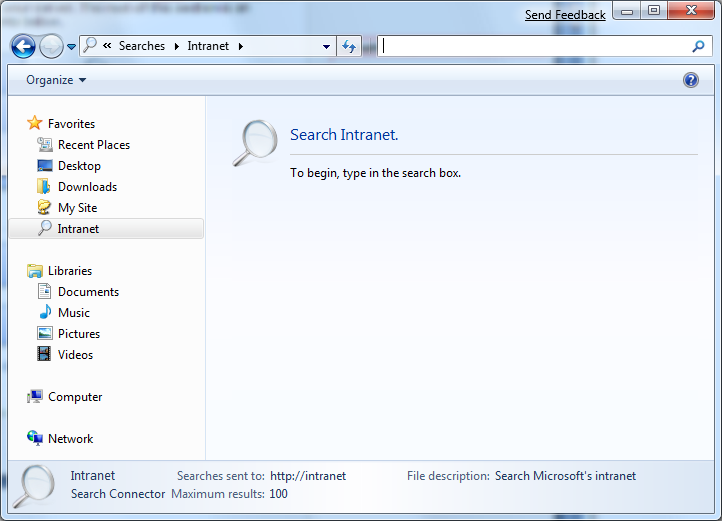 Send Feedback
« Searches Intranet
Organize
Favorites
Recent Places
Desktop
Downloads
My Site
Intranet
Libraries
Documents
Music
Pictures
Videos
Computer
Network
Search Intranet.
To begin, type in the search box.
Intranet Searches sent to: http://intranet File description: Search Microsoft's intranet
Search Connector Maximum results: 100